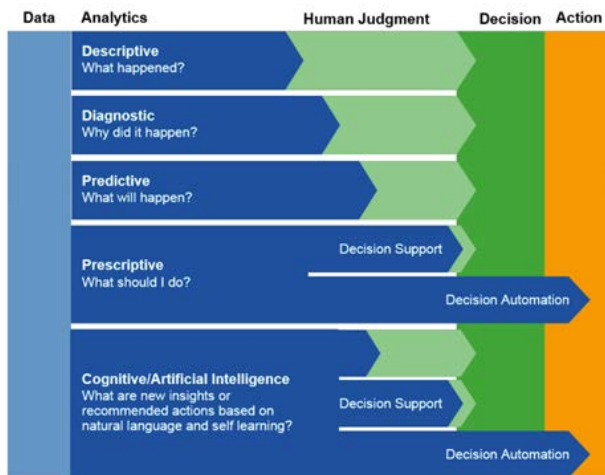 Data Analytics Human Judgment Decision Action
Descriptive
What happened?
Diagnostic
Why did it happen?
Predictive
What will happen?
Decision Support
Prescriptive
What should I do?
Decision Automation
Cognitive/Artificial Intelligence
What are new insights or
recommended actions based on
natural language and self learning?
Decision Support
Decision Automation